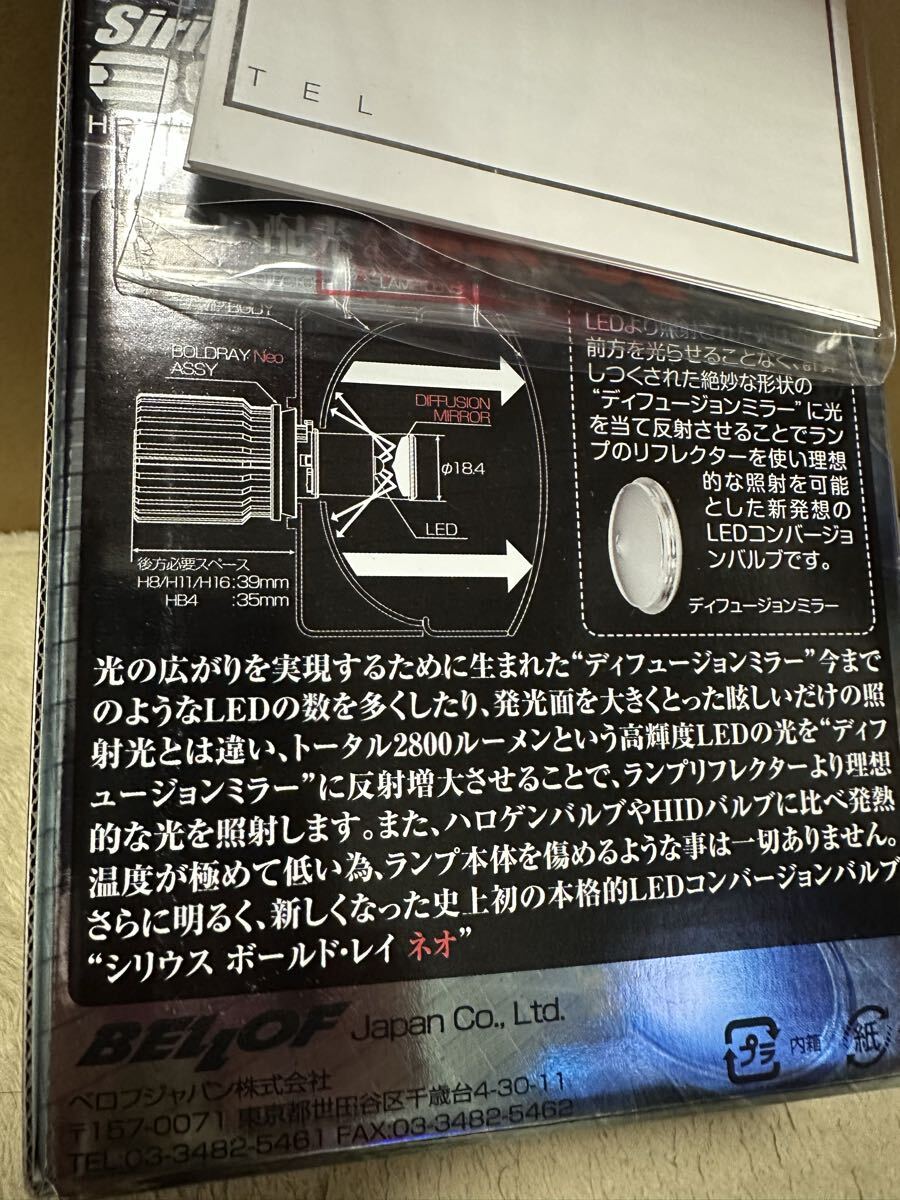 TEL
BODY
BOLDRAY Neo
ASSY
DIFFUSION
MIRROR
φ18.4
LED
後方必要スペース
H8/H11/H16:39mm
HB4 :35mm
前方を光らせることなく、
しつくされた絶妙な形状の
“ディフュージョンミラー”に光
を当て反射させることでラン
プのリフレクターを使い理想
的な照射を可能
とした新発想の
LEDコンバージョ
ンバルブです。
ディフュージョンミラー
光の広がりを実現するために生まれた“ディフュージョンミラー”今まで
のようなLEDの数を多くしたり、発光面を大きくとった眩しいだけの照
射光とは違い、トータル2800ルーメンという高輝度LEDの光を“ディフ
ュージョンミラー”に反射増大させることで、ランプリフレクターより理想
的な光を照射します。また、ハロゲンバルブやHIDバルブに比べ発熱
温度が極めて低い為、ランプ本体を傷めるような事は一切ありません。
さらに明るく、新しくなった史上初の本格的LEDコンバージョンバルブ
“シリウス ボールド・レイ ネオ”
BELLOF Japan Co., Ltd.
プラ 内箱 紙
ベロフジャパン株式会社
〒157-0071 東京都世田谷区千歳台4-30-11
TEL:03-3482-5461 FAX:03-3482-5462